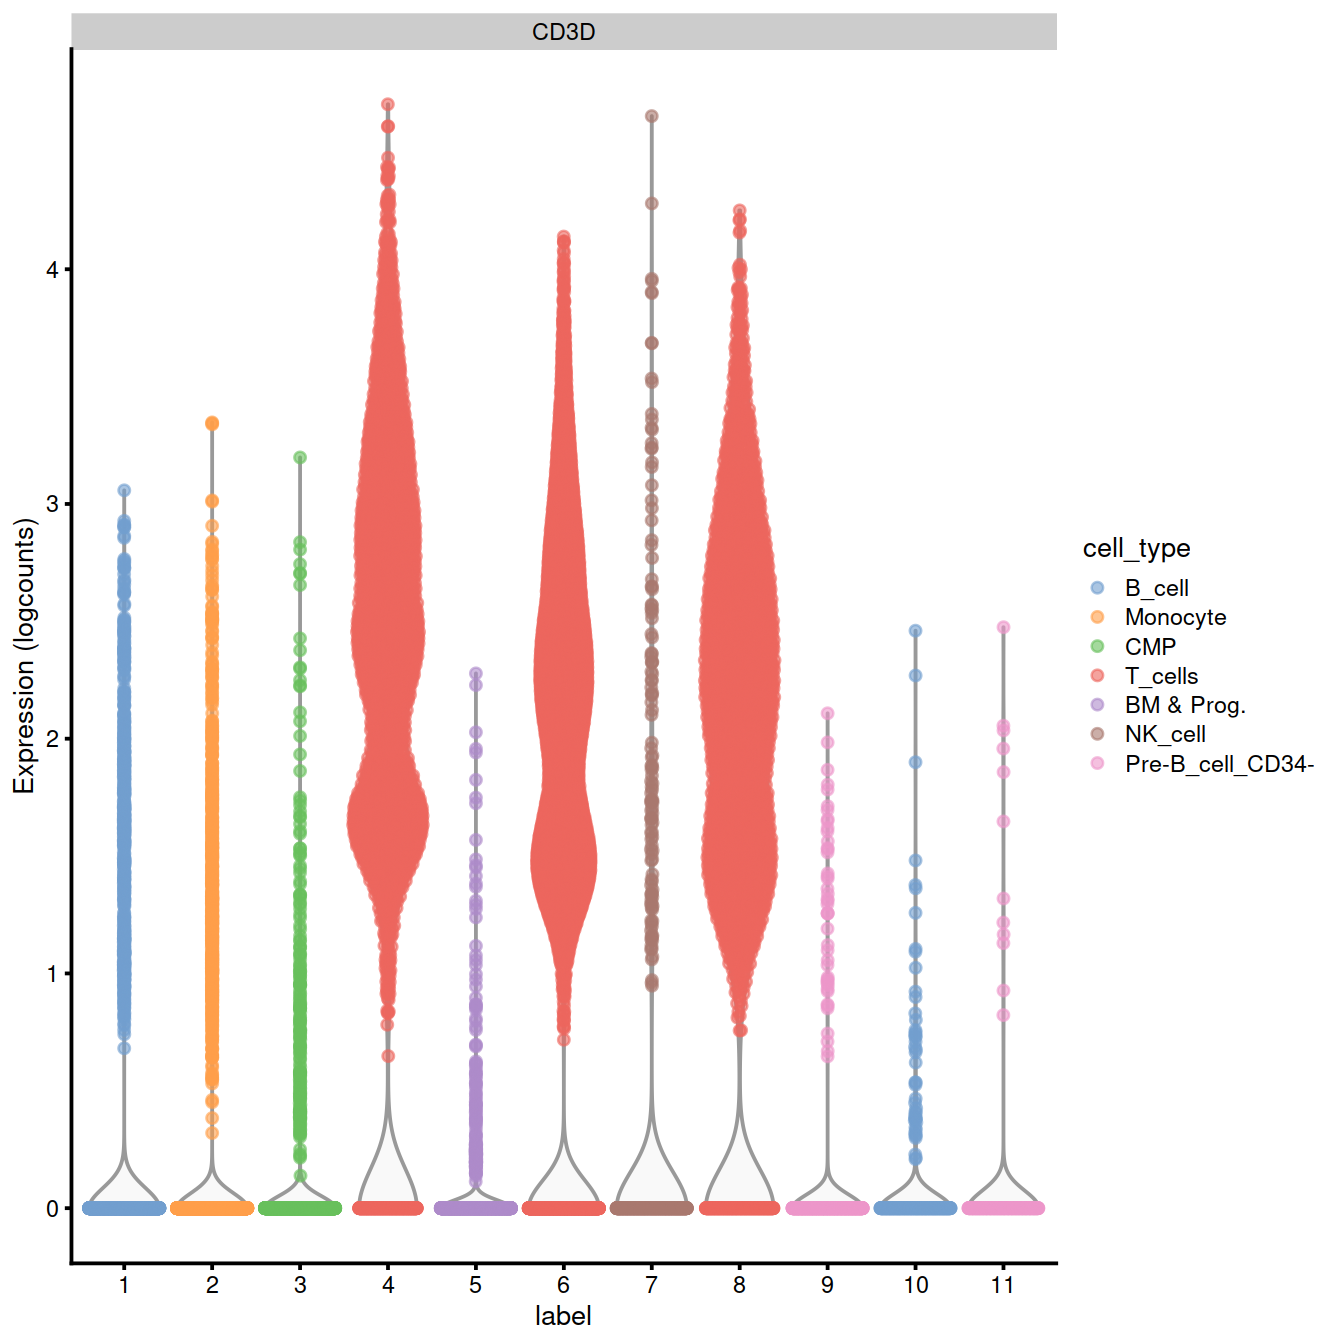 CD3D
Expression (logcounts)
4
3
2
1
0
1 2 3 4 5 6 7 8 9 10 11
label
cell_type
B_cell
Monocyte
CMP
T_cells
BM & Prog.
NK_cell
Pre-B_cell_CD34-